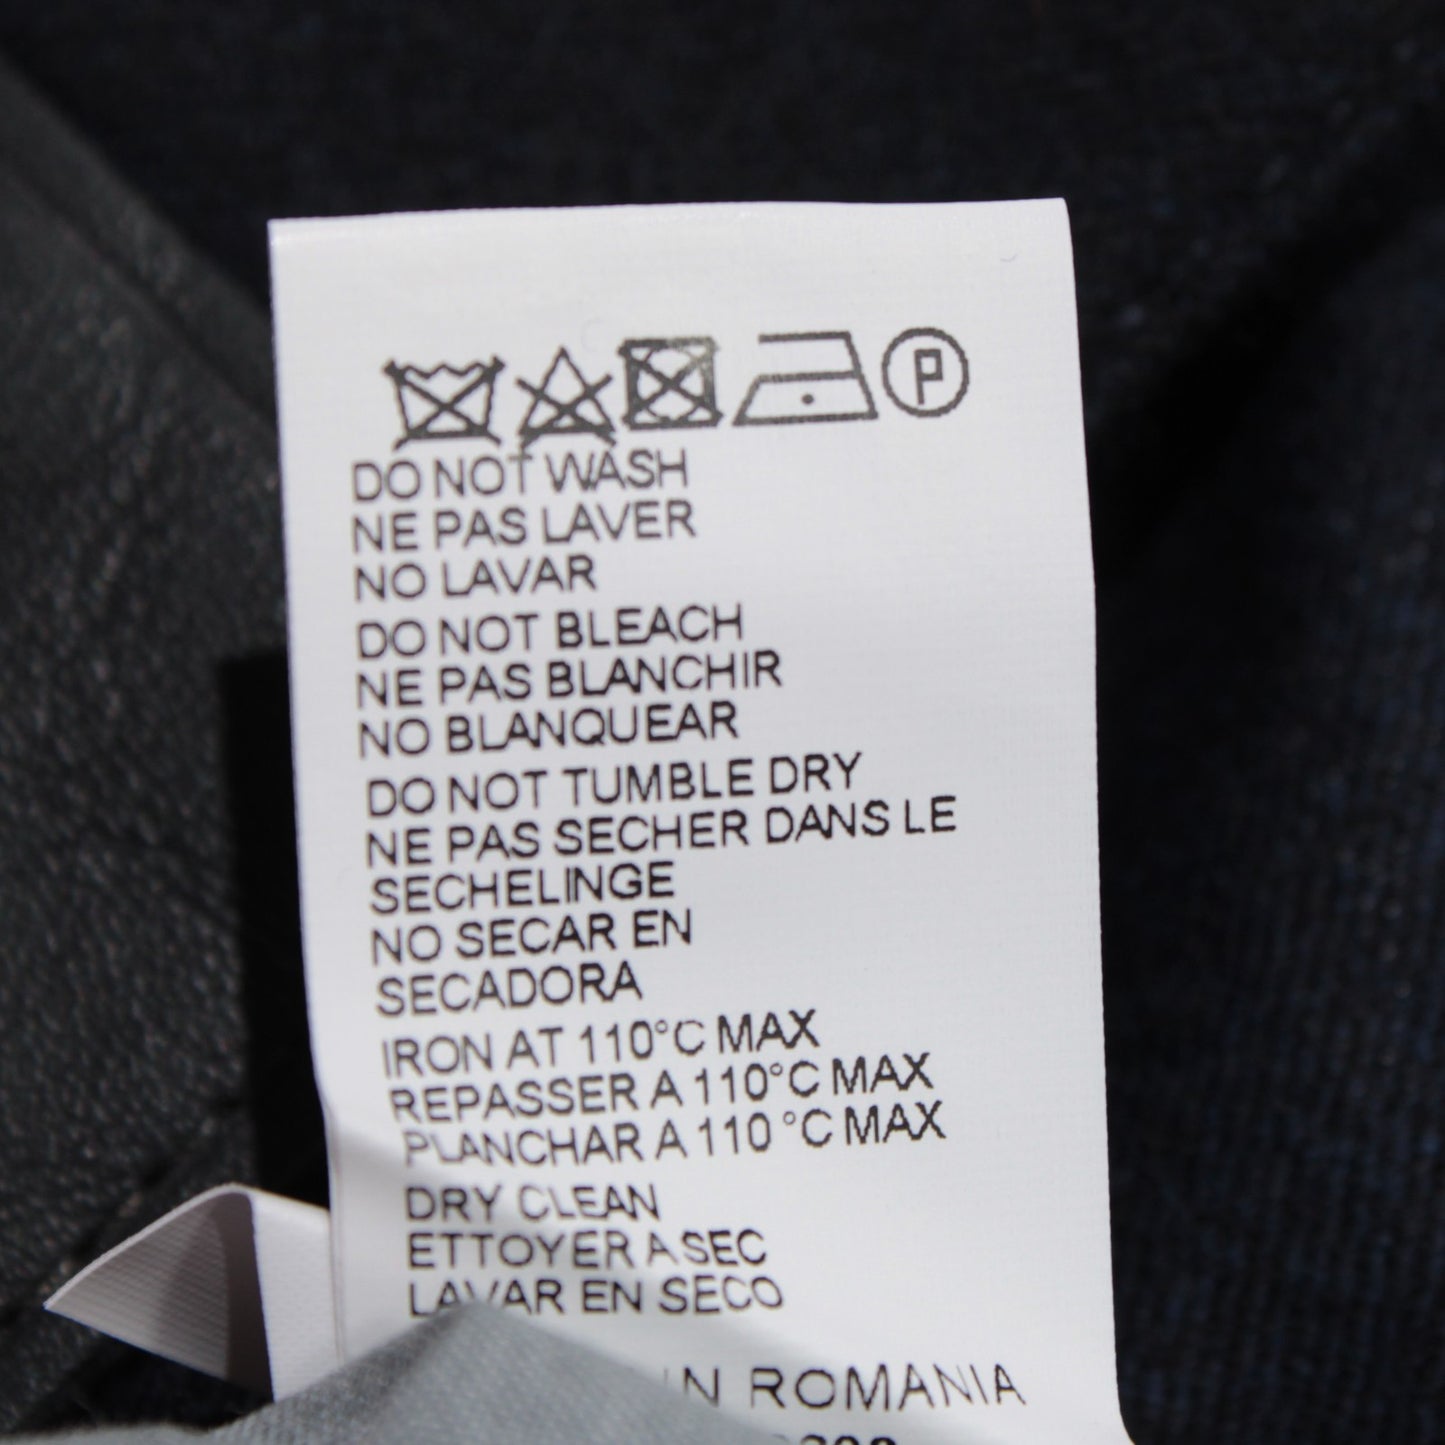 P
DO NOT WASH
NE PAS LAVER
NO LAVAR
DO NOT BLEACH
NE PAS BLANCHIR
NO BLANQUEAR
DO NOT TUMBLE DRY
NE PAS SECHER DANS LE
SECHELINGE
NO SECAR EN
SECADORA
IRON AT 110°C MAX
REPASSER A 110°C MAX
PLANCHAR A 110°C MAX
DRY CLEAN
ETTOYER A SEC
LAVAR EN SECO
IN ROMANIA